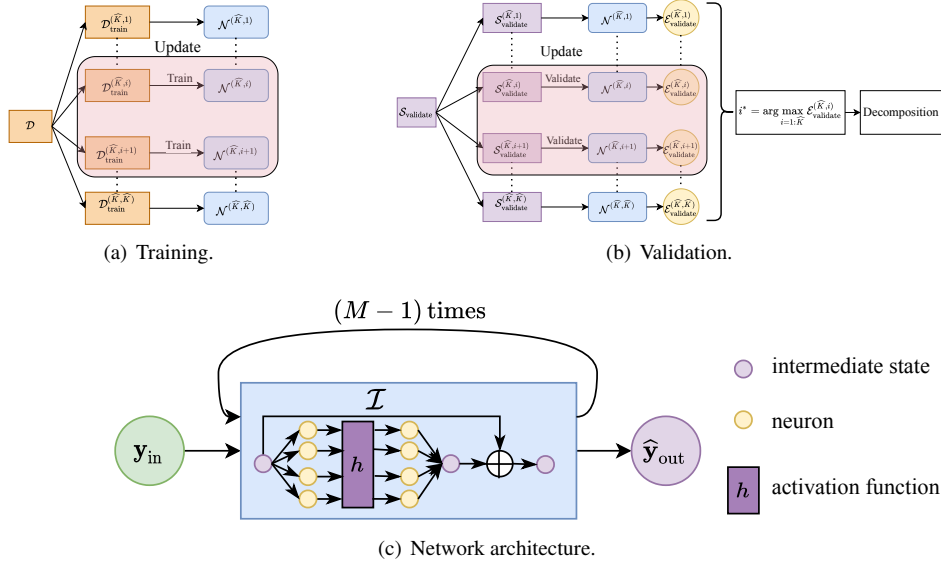 𝒟
𝒟_train^(K̂,1)
𝒩^(K̂,1)
Update
𝒟_train^(K̂,i)
Train
𝒩^(K̂,i)
𝒟_train^(K̂,i+1)
Train
𝒩^(K̂,i+1)
𝒟_train^(K̂,K̂)
𝒩^(K̂,K̂)
(a) Training.
𝒮_validate
𝒮_validate^(K̂,1)
𝒩^(K̂,1)
ℰ_validate^(K̂,1)
Update
𝒮_validate^(K̂,i)
Validate
𝒩^(K̂,i)
ℰ_validate^(K̂,i)
𝒮_validate^(K̂,i+1)
Validate
𝒩^(K̂,i+1)
ℰ_validate^(K̂,i+1)
𝒮_validate^(K̂,K̂)
𝒩^(K̂,K̂)
ℰ_validate^(K̂,K̂)
i* = arg max_{i=1:K̂} ℰ_validate^(K̂,i)
Decomposition
(b) Validation.
(M − 1) times
y_in
ℐ
h
ŷ_out
intermediate state
neuron
h activation function
(c) Network architecture.